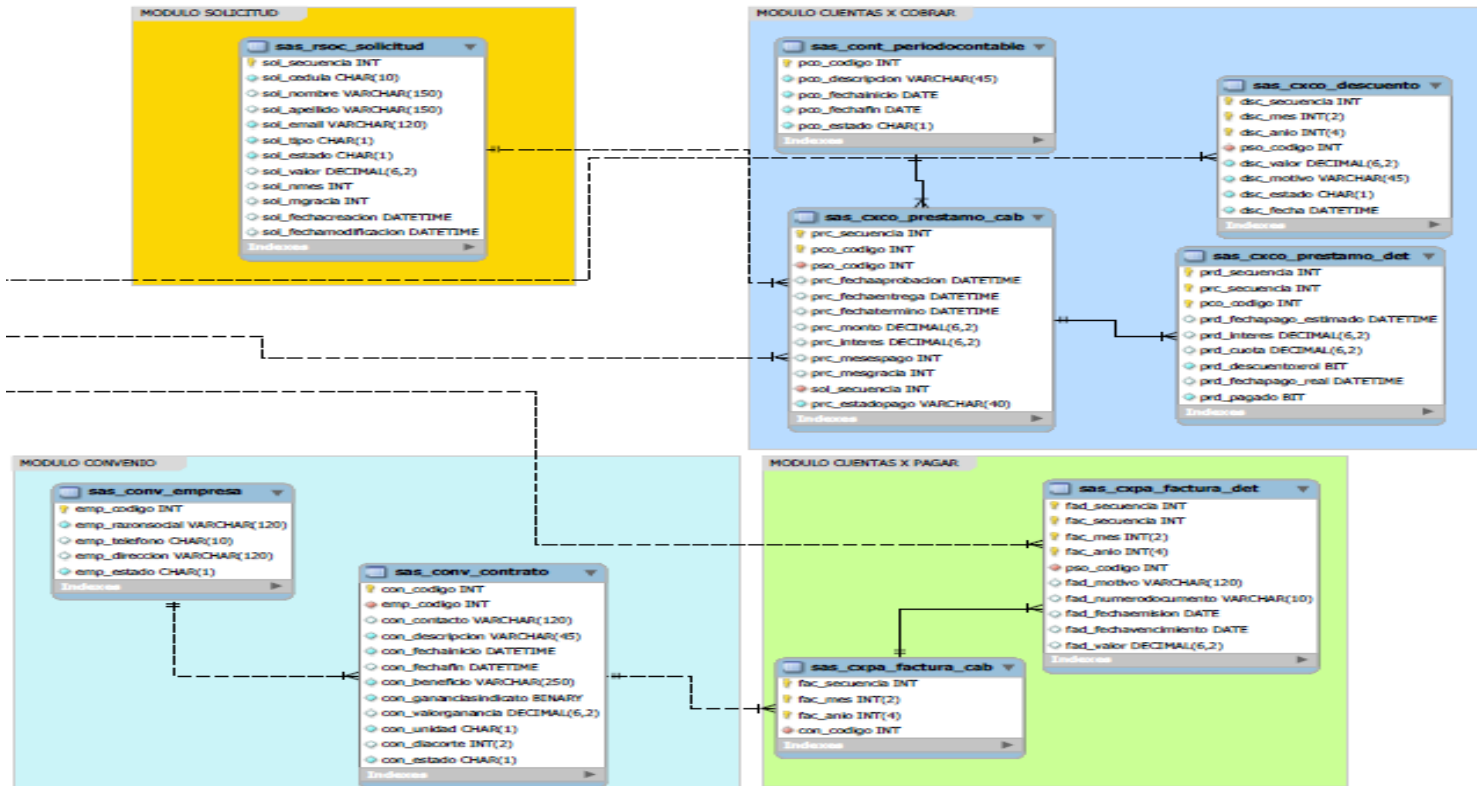 MODULO SOLICITUD
sas_rsoc_solicitud
sol_secuencia INT
sol_cedula CHAR(10)
sol_nombre VARCHAR(150)
sol_apellido VARCHAR(150)
sol_email VARCHAR(120)
sol_tipo CHAR(1)
sol_estado CHAR(1)
sol_valor DECIMAL(6,2)
sol_nmes INT
sol_mgracia INT
sol_fechacreacion DATETIME
sol_fechamodificacion DATETIME
Indexes
MODULO CUENTAS X COBRAR
sas_cont_periodocontable
pco_codigo INT
pco_descripcion VARCHAR(45)
pco_fechainicio DATE
pco_fechafin DATE
pco_estado CHAR(1)
Indexes
sas_cxco_descuento
dsc_secuencia INT
dsc_mes INT(2)
dsc_anio INT(4)
pso_codigo INT
dsc_valor DECIMAL(6,2)
dsc_motivo VARCHAR(45)
dsc_estado CHAR(1)
dsc_fecha DATETIME
Indexes
sas_cxco_prestamo_cab
prc_secuencia INT
pco_codigo INT
pso_codigo INT
prc_fechaaprobacion DATETIME
prc_fechaentrega DATETIME
prc_fechatermino DATETIME
prc_monto DECIMAL(6,2)
prc_interes DECIMAL(6,2)
prc_mesespago INT
prc_mesgracia INT
sol_secuencia INT
prc_estadopago VARCHAR(40)
Indexes
sas_cxco_prestamo_det
prd_secuencia INT
prc_secuencia INT
pco_codigo INT
prd_fechapago_estimado DATETIME
prd_interes DECIMAL(6,2)
prd_cuota DECIMAL(6,2)
prd_descuentoxrol BIT
prd_fechapago_real DATETIME
prd_pagado BIT
Indexes
MODULO CONVENIO
sas_conv_empresa
emp_codigo INT
emp_razonsocial VARCHAR(120)
emp_telefono CHAR(10)
emp_direccion VARCHAR(120)
emp_estado CHAR(1)
Indexes
sas_conv_contrato
con_codigo INT
emp_codigo INT
con_contacto VARCHAR(120)
con_descripcion VARCHAR(45)
con_fechainicio DATETIME
con_fechafin DATETIME
con_beneficio VARCHAR(250)
con_gananciasindicato BINARY
con_valorganancia DECIMAL(6,2)
con_unidad CHAR(1)
con_diacorte INT(2)
con_estado CHAR(1)
Indexes
MODULO CUENTAS X PAGAR
sas_cxpa_factura_det
fad_secuencia INT
fac_secuencia INT
fac_mes INT(2)
fac_anio INT(4)
pso_codigo INT
fad_motivo VARCHAR(120)
fad_numerodocumento VARCHAR(10)
fad_fechaemision DATE
fad_fechavencimiento DATE
fad_valor DECIMAL(6,2)
Indexes
sas_cxpa_factura_cab
fac_secuencia INT
fac_mes INT(2)
fac_anio INT(4)
con_codigo INT
Indexes